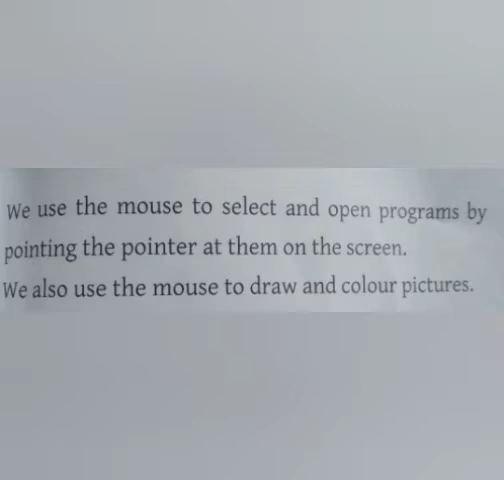 We use the mouse to select and open programs by
pointing the pointer at them on the screen.
We also use the mouse to draw and colour pictures.